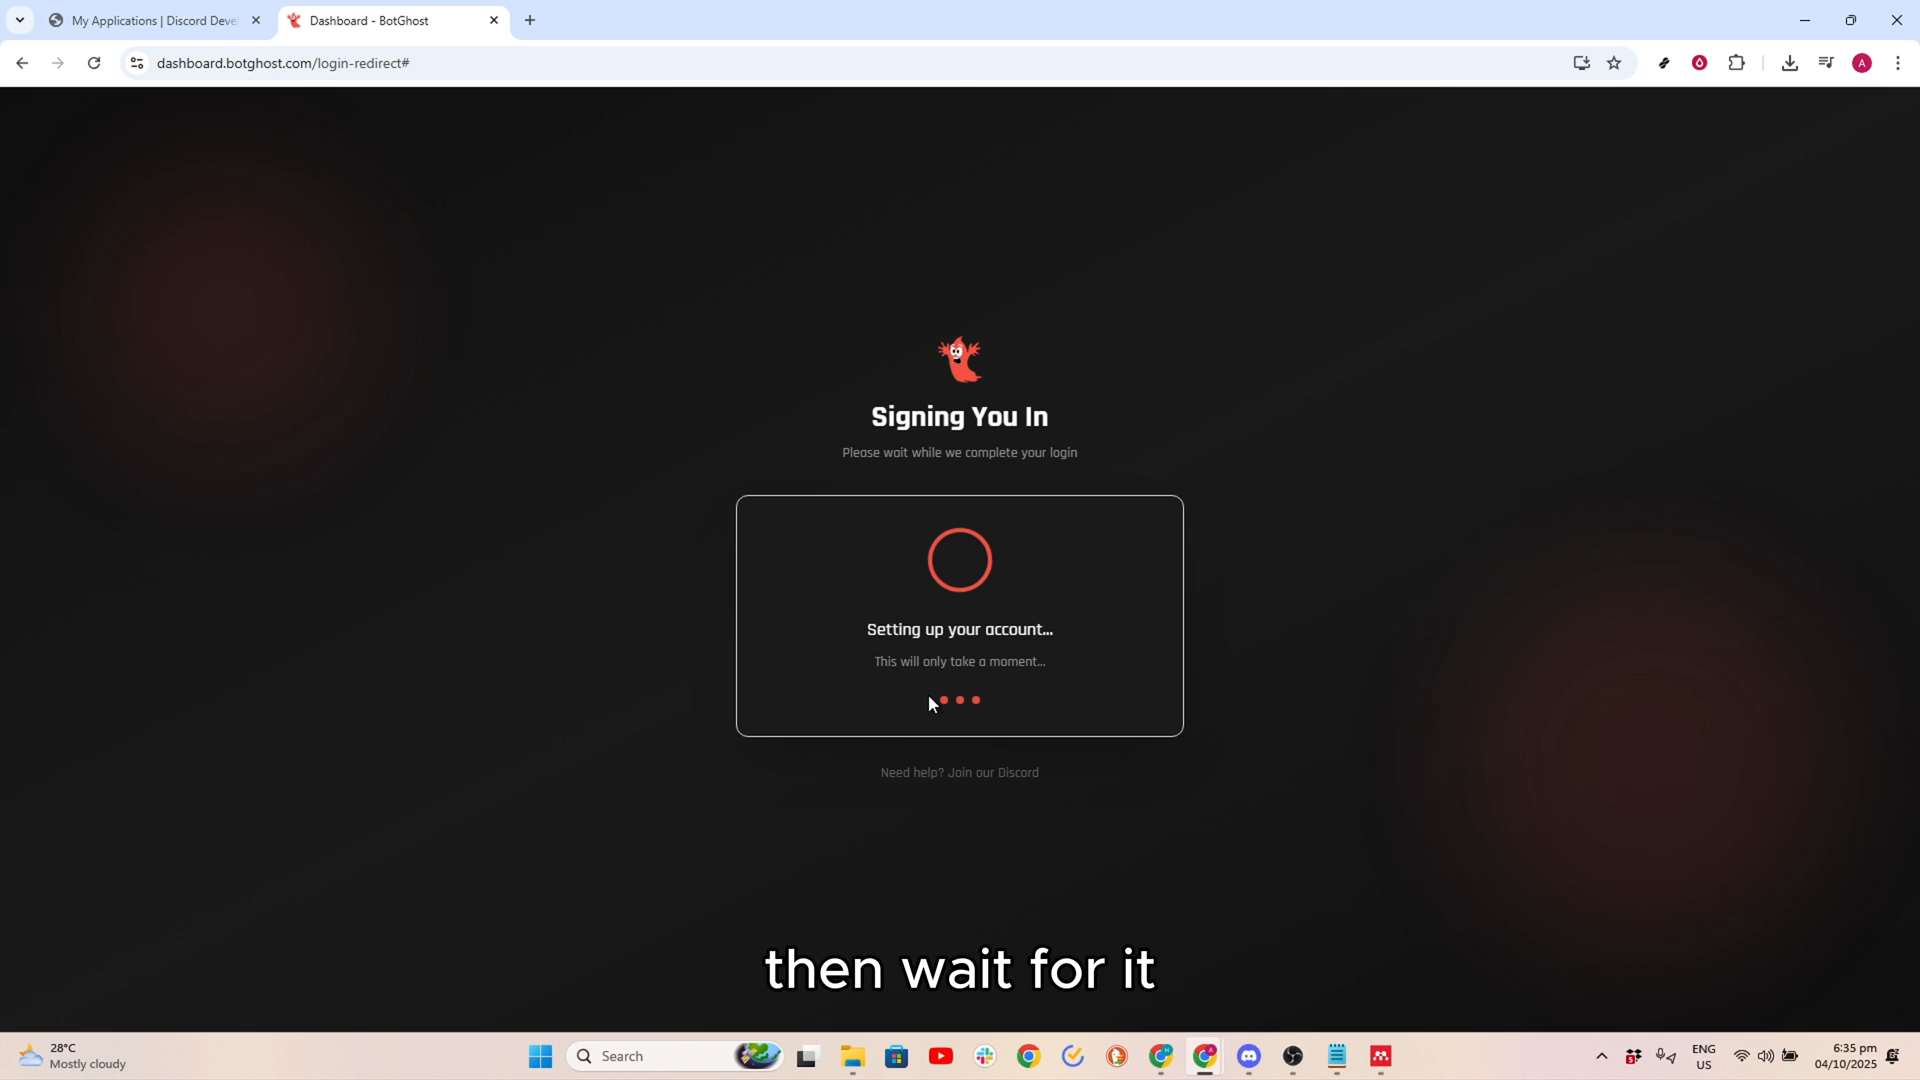 My Applications | Discord Deve
Dashboard - BotGhost
dashboard.botghost.com/login-redirect#
A
Signing You In
Please wait while we complete your login
Setting up your account...
This will only take a moment...
Need help? Join our Discord
then wait for it
28°C
Mostly cloudy
Search
ENG
US
6:35 pm
04/10/2025